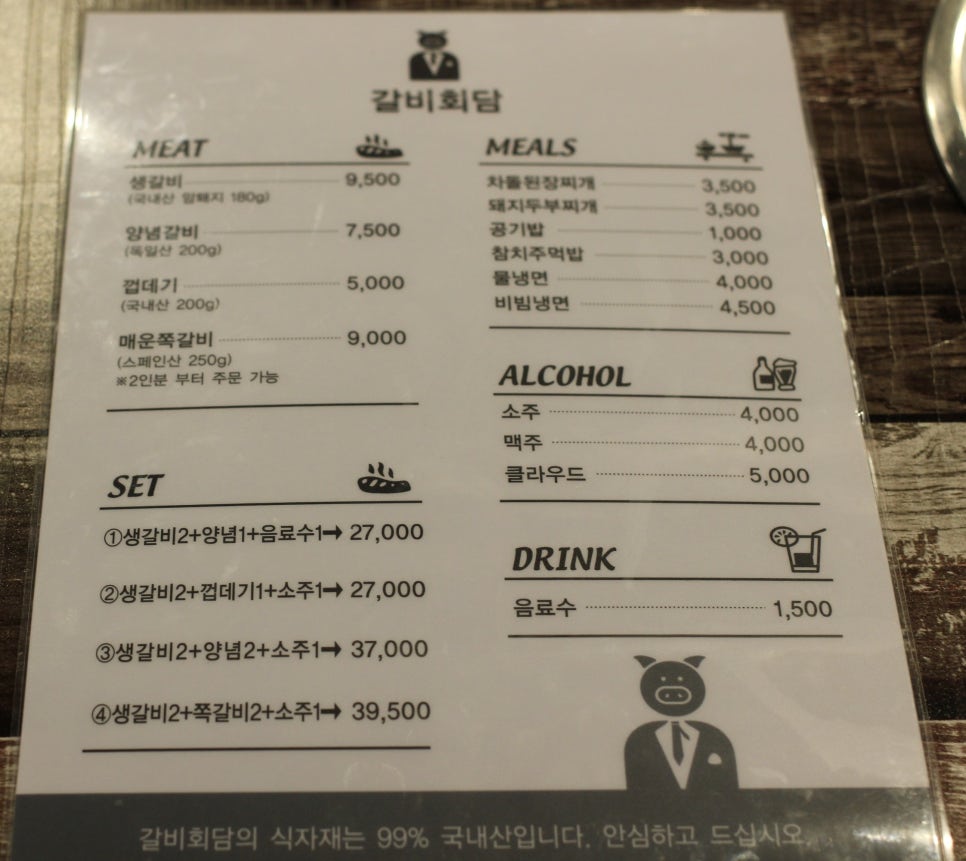 갈비회담
MEAT
생갈비 9,500
(국내산 암퇘지 180g)
양념갈비 7,500
(독일산 200g)
껍데기 5,000
(국내산 200g)
매운쪽갈비 9,000
(스페인산 250g)
※2인분 부터 주문 가능
SET
①생갈비2+양념1+음료수1→ 27,000
②생갈비2+껍데기1+소주1→ 27,000
③생갈비2+양념2+소주1→ 37,000
④생갈비2+쪽갈비2+소주1→ 39,500
MEALS
차돌된장찌개 3,500
돼지두부찌개 3,500
공기밥 1,000
참치주먹밥 3,000
물냉면 4,000
비빔냉면 4,500
ALCOHOL
소주 4,000
맥주 4,000
클라우드 5,000
DRINK
음료수 1,500
갈비회담의 식자재는 99% 국내산입니다. 안심하고 드십시오.